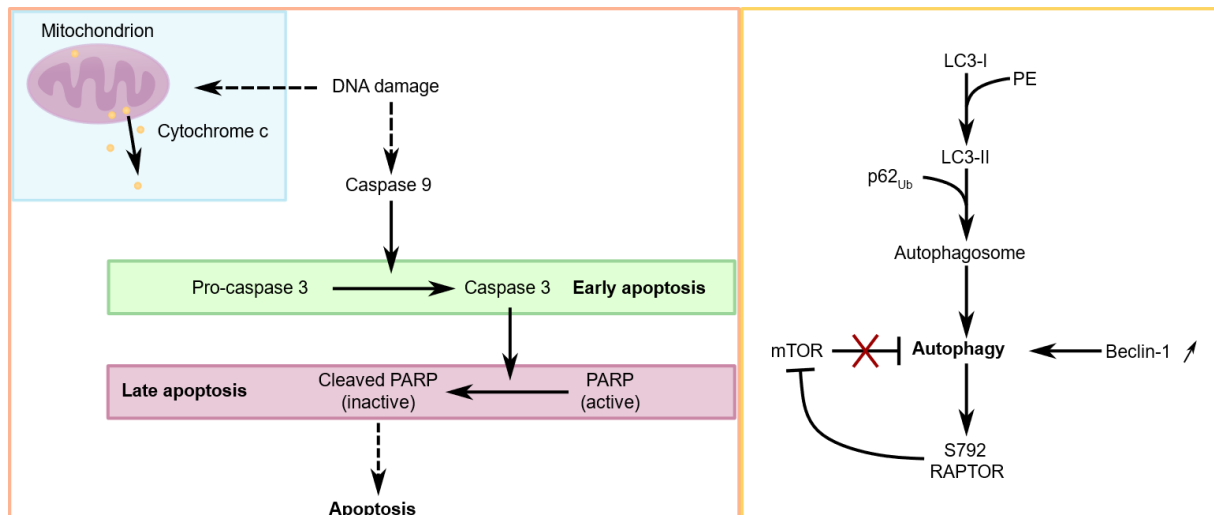 Mitochondrion
DNA damage
Cytochrome c
Caspase 9
Pro-caspase 3
Caspase 3
Early apoptosis
Late apoptosis
Cleaved PARP
(inactive)
PARP
(active)
Apoptosis
LC3-I
PE
LC3-II
p62Ub
Autophagosome
mTOR
Autophagy
Beclin-1
S792
RAPTOR